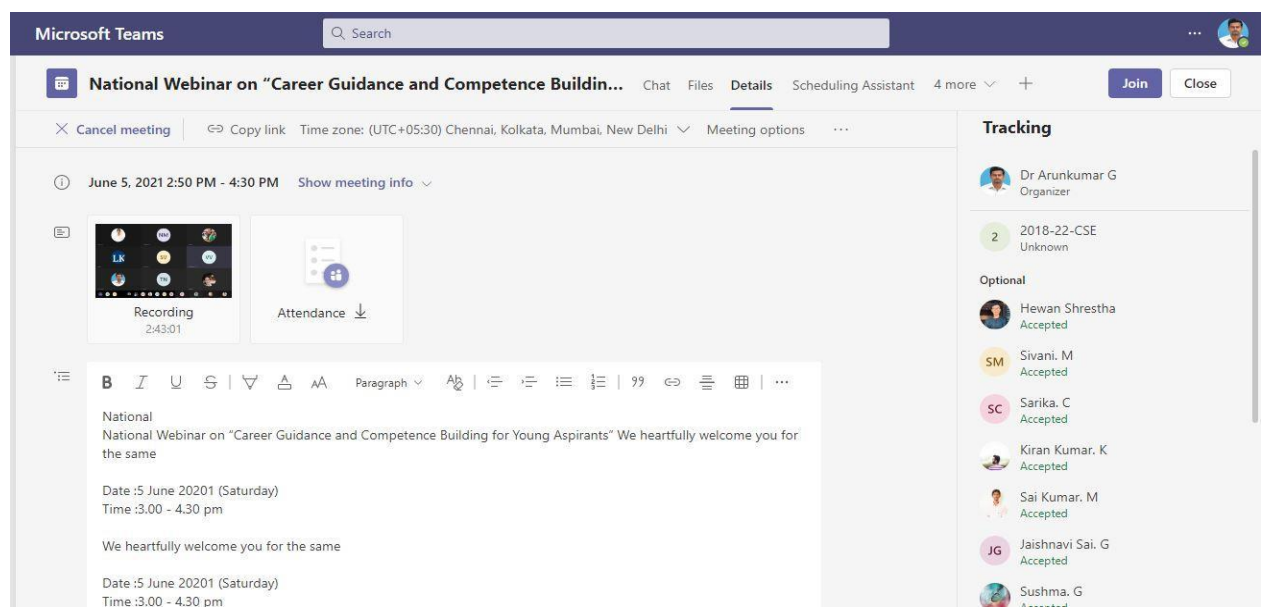 Microsoft Teams
Search
National Webinar on “Career Guidance and Competence Buildin...
Chat Files Details Scheduling Assistant 4 more
Join Close
Cancel meeting Copy link Time zone: (UTC+05:30) Chennai, Kolkata, Mumbai, New Delhi Meeting options ...
Tracking
June 5, 2021 2:50 PM - 4:30 PM Show meeting info
LK
Recording
2:43:01
Attendance
B I U S A AA Paragraph Ab 99 ...
National
National Webinar on “Career Guidance and Competence Building for Young Aspirants” We heartfully welcome you for
the same
Date :5 June 20201 (Saturday)
Time :3.00 - 4.30 pm
We heartfully welcome you for the same
Date :5 June 20201 (Saturday)
Time :3.00 - 4.30 pm
Dr Arunkumar G
Organizer
2 2018-22-CSE
Unknown
Optional
Hewan Shrestha
Accepted
SM Sivani. M
Accepted
SC Sarika. C
Accepted
Kiran Kumar. K
Accepted
Sai Kumar. M
Accepted
JG Jaishnavi Sai. G
Accepted
Sushma. G
Accepted